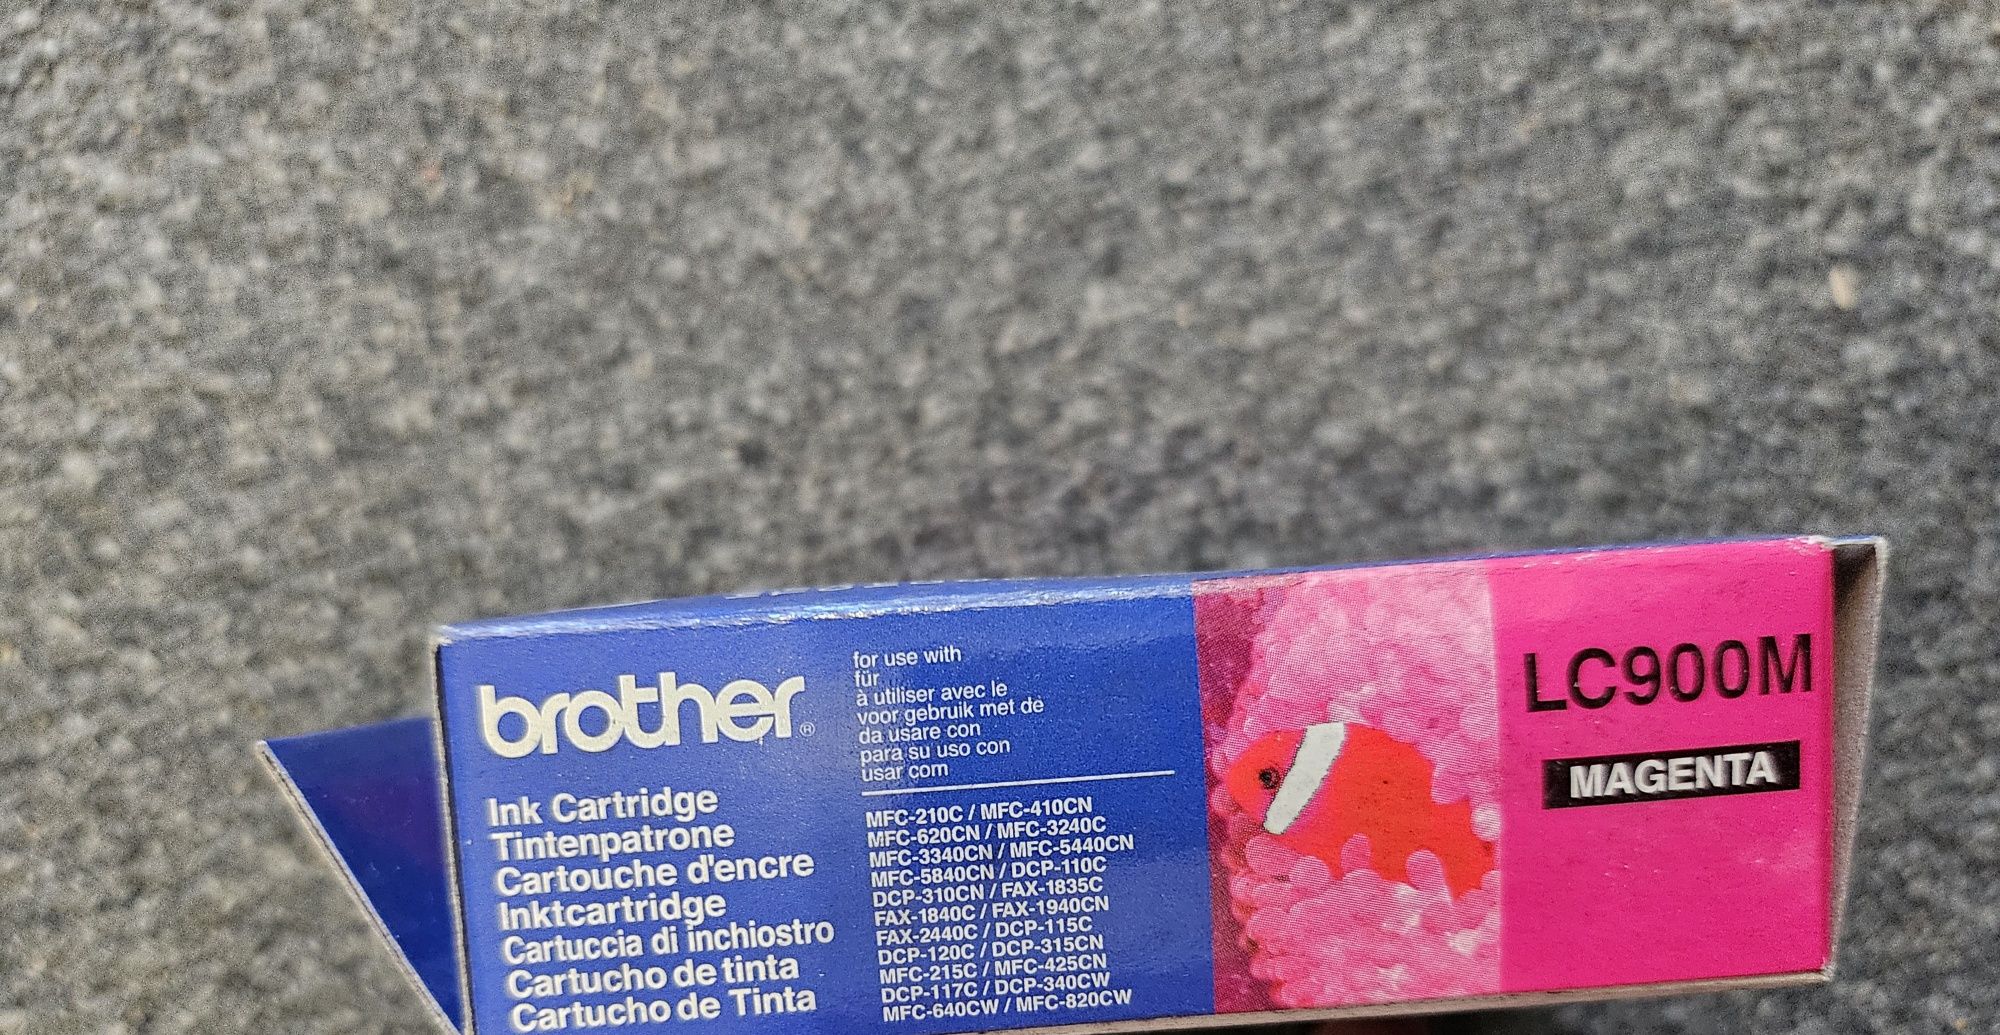 brother®
Ink Cartridge
Tintenpatrone
Cartouche d'encre
Inktcartridge
Cartuccia di inchiostro
Cartucho de tinta
Cartucho de Tinta
for use with
für
à utiliser avec le
voor gebruik met de
da usare con
para su uso con
usar com
MFC-210C / MFC-410CN
MFC-620CN / MFC-3240C
MFC-3340CN / MFC-5440CN
MFC-5840CN / DCP-110C
DCP-310CN / FAX-1835C
FAX-1840C / FAX-1940CN
FAX-2440C / DCP-115C
DCP-120C / DCP-315CN
MFC-215C / MFC-425CN
DCP-117C / DCP-340CW
MFC-640CW / MFC-820CW
LC900M
MAGENTA